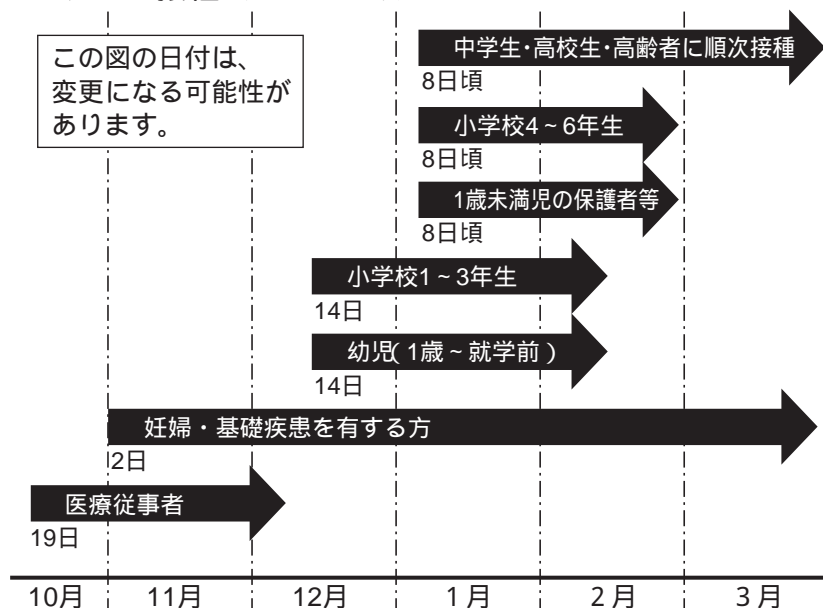 この図の日付は、
変更になる可能性が
あります。
中学生・高校生・高齢者に順次接種
8日頃
小学校4~6年生
8日頃
1歳未満児の保護者等
8日頃
小学校1~3年生
14日
幼児(1歳~就学前)
14日
妊婦・基礎疾患を有する方
2日
医療従事者
19日
10月 11月 12月 1月 2月 3月